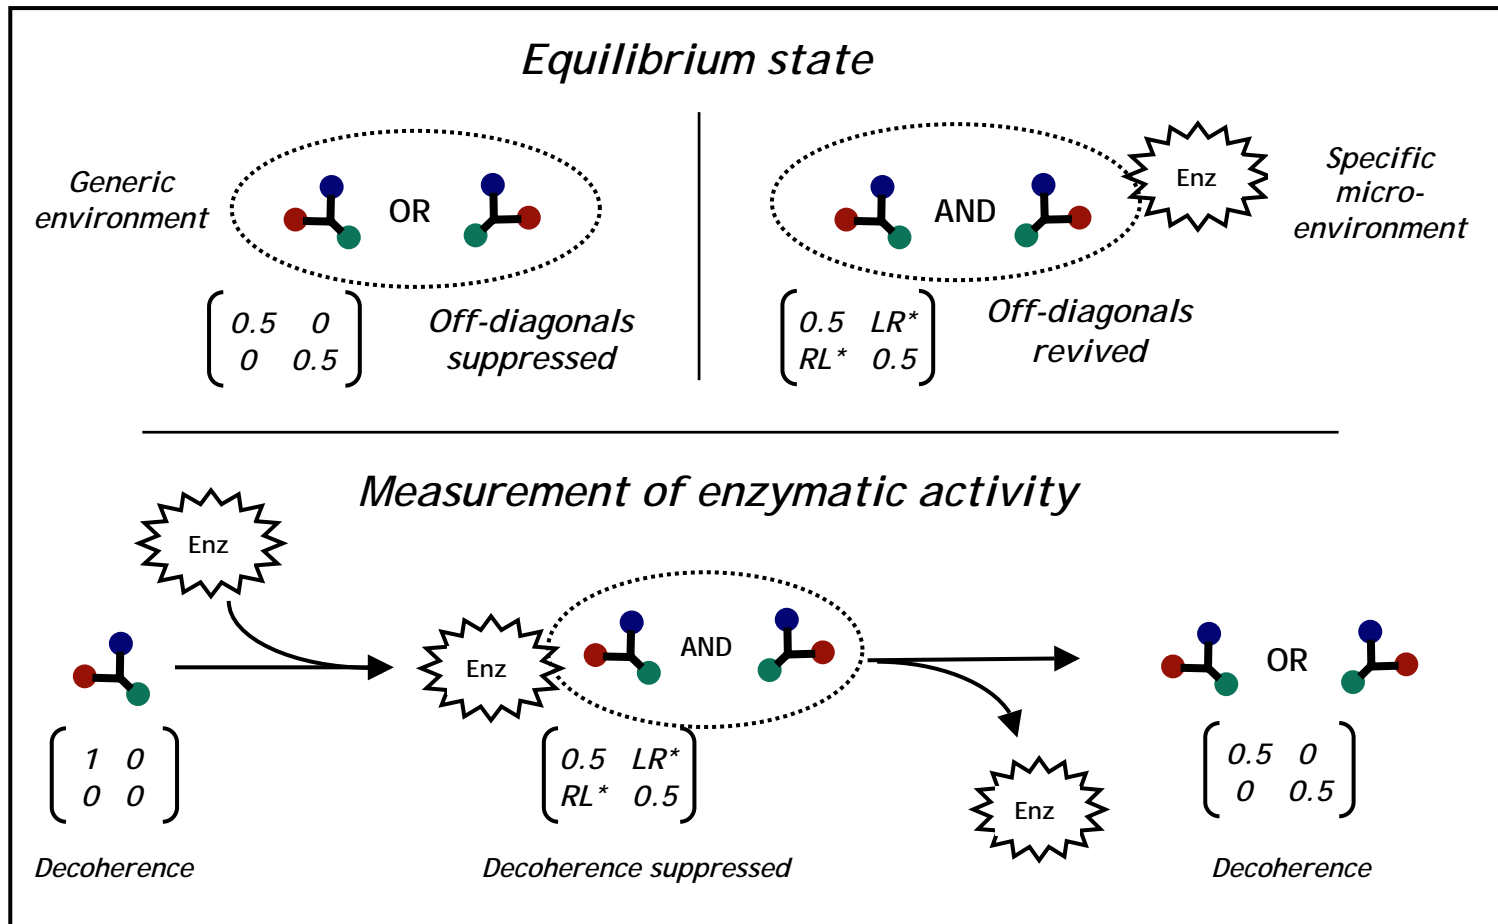 Equilibrium state
Generic
environment
OR
0.5 0
0 0.5
Off-diagonals
suppressed
AND
Enz
Specific
micro-
environment
0.5 LR*
RL* 0.5
Off-diagonals
revived
Measurement of enzymatic activity
Enz
1 0
0 0
Decoherence
Enz
AND
0.5 LR*
RL* 0.5
Decoherence suppressed
Enz
OR
0.5 0
0 0.5
Decoherence